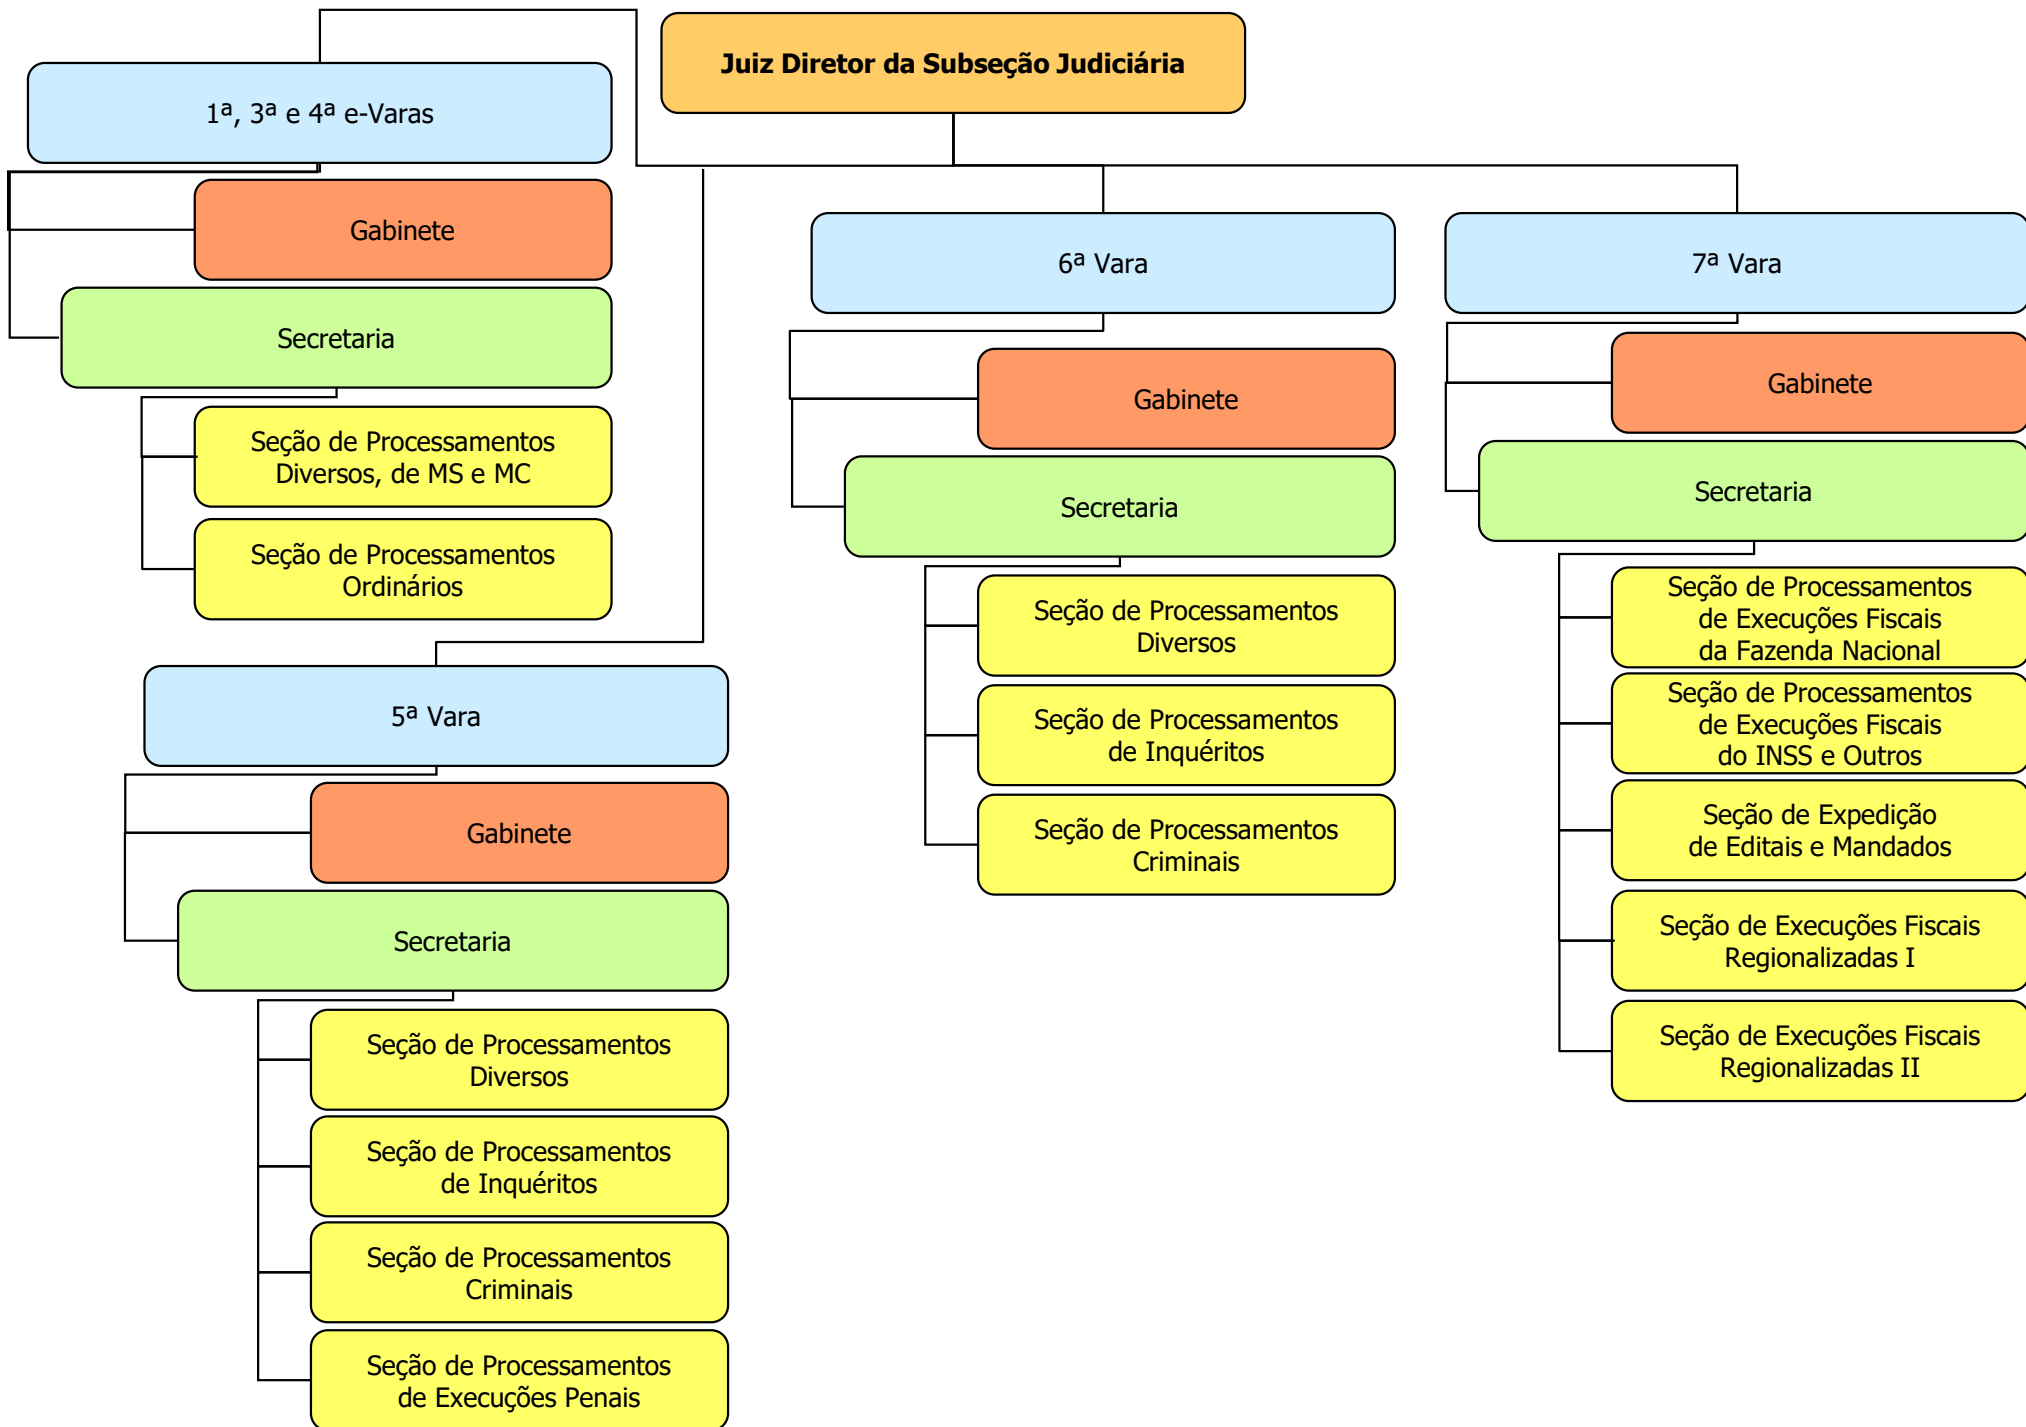 Juiz Diretor da Subseção Judiciária
1ª, 3ª e 4ª e-Varas
Gabinete
Secretaria
Seção de Processamentos
Diversos, de MS e MC
Seção de Processamentos
Ordinários
5ª Vara
Gabinete
Secretaria
Seção de Processamentos
Diversos
Seção de Processamentos
de Inquéritos
Seção de Processamentos
Criminais
Seção de Processamentos
de Execuções Penais
6ª Vara
Gabinete
Secretaria
Seção de Processamentos
Diversos
Seção de Processamentos
de Inquéritos
Seção de Processamentos
Criminais
7ª Vara
Gabinete
Secretaria
Seção de Processamentos
de Execuções Fiscais
da Fazenda Nacional
Seção de Processamentos
de Execuções Fiscais
do INSS e Outros
Seção de Expedição
de Editais e Mandados
Seção de Execuções Fiscais
Regionalizadas I
Seção de Execuções Fiscais
Regionalizadas II